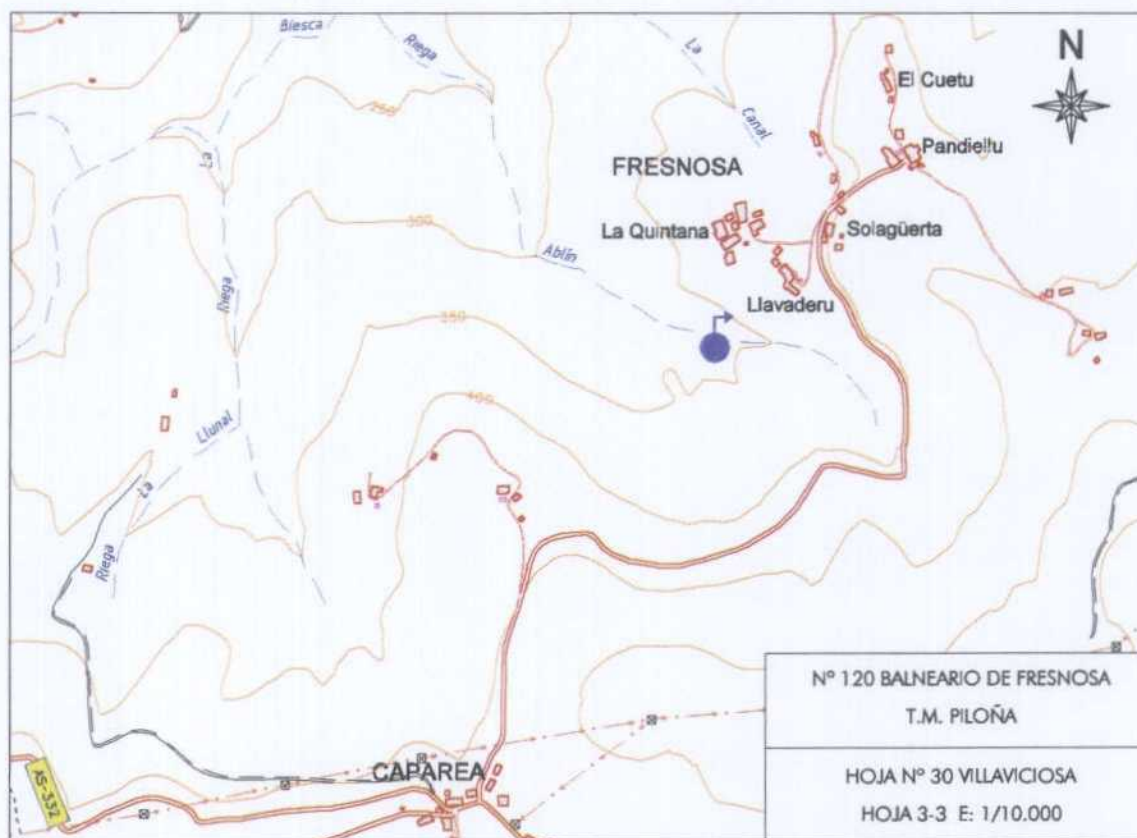 Biesca
Riega
La
Canal
N
El Cuetu
250
Pandiellu
La
FRESNOSA
La Quintana
Solagüerta
300
Ablín
Riega
Llavaderu
350
400
Llunal
La
Riega
Nº 120 BALNEARIO DE FRESNOSA
T.M. PILOÑA
CAPAREA
AS-332
HOJA Nº 30 VILLAVICIOSA
HOJA 3-3 E: 1/10.000